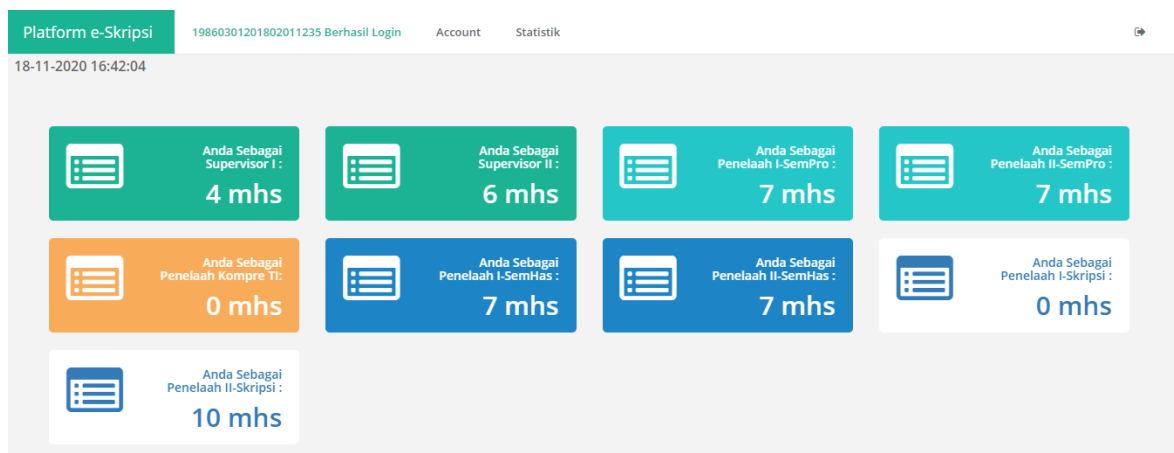 Platform e-Skripsi
19860301201802011235 Berhasil Login
Account
Statistik
18-11-2020 16:42:04
Anda Sebagai
Supervisor I :
4 mhs
Anda Sebagai
Supervisor II :
6 mhs
Anda Sebagai
Penelaah I-SemPro :
7 mhs
Anda Sebagai
Penelaah II-SemPro :
7 mhs
Anda Sebagai
Penelaah Kompre TI:
0 mhs
Anda Sebagai
Penelaah I-SemHas :
7 mhs
Anda Sebagai
Penelaah II-SemHas :
7 mhs
Anda Sebagai
Penelaah I-Skripsi :
0 mhs
Anda Sebagai
Penelaah II-Skripsi :
10 mhs